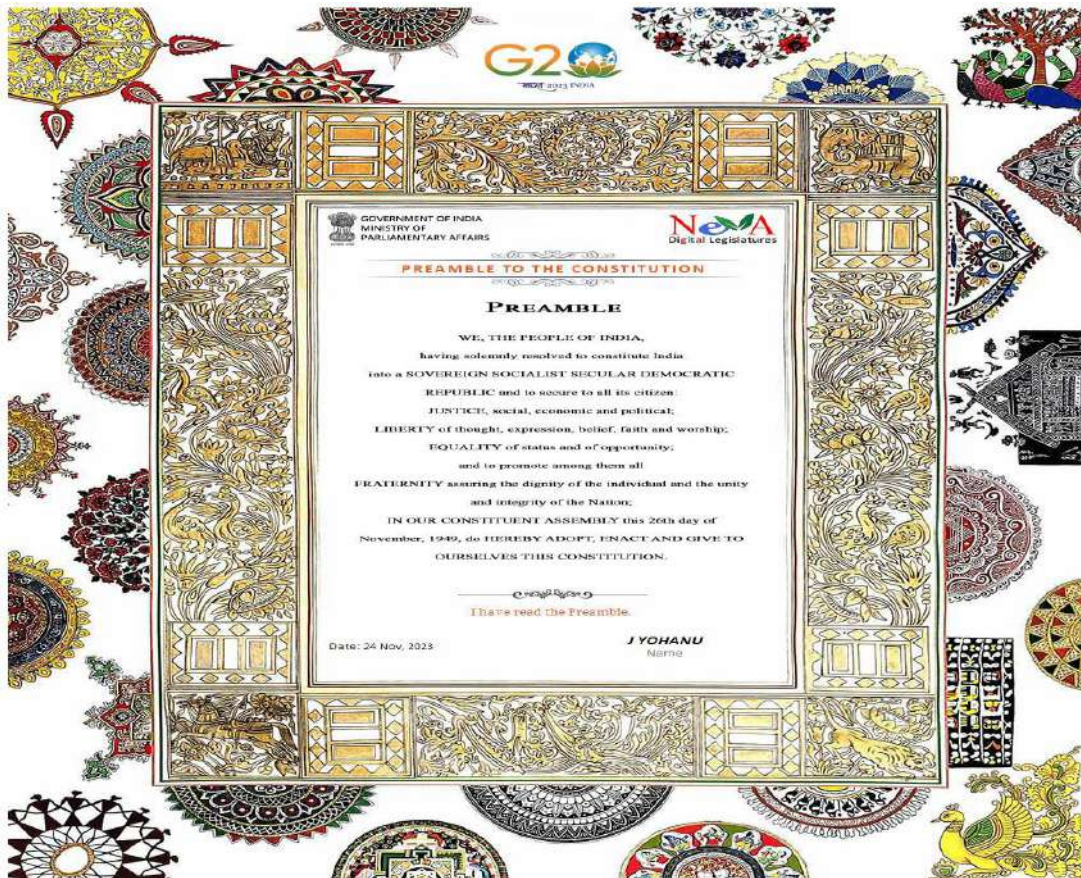 G20
भारत 2023 INDIA
GOVERNMENT OF INDIA
MINISTRY OF
PARLIAMENTARY AFFAIRS
NeVA
Digital Legislatures
PREAMBLE TO THE CONSTITUTION
PREAMBLE
WE, THE PEOPLE OF INDIA,
having solemnly resolved to constitute India
into a SOVEREIGN SOCIALIST SECULAR DEMOCRATIC
REPUBLIC and to secure to all its citizen:
JUSTICE, social, economic and political;
LIBERTY of thought, expression, belief, faith and worship;
EQUALITY of status and of opportunity;
and to promote among them all
FRATERNITY assuring the dignity of the individual and the unity
and integrity of the Nation;
IN OUR CONSTITUENT ASSEMBLY this 26th day of
November, 1949, do HEREBY ADOPT, ENACT AND GIVE TO
OURSELVES THIS CONSTITUTION.
I have read the Preamble.
Date: 24 Nov, 2023
J YOHANU
Name